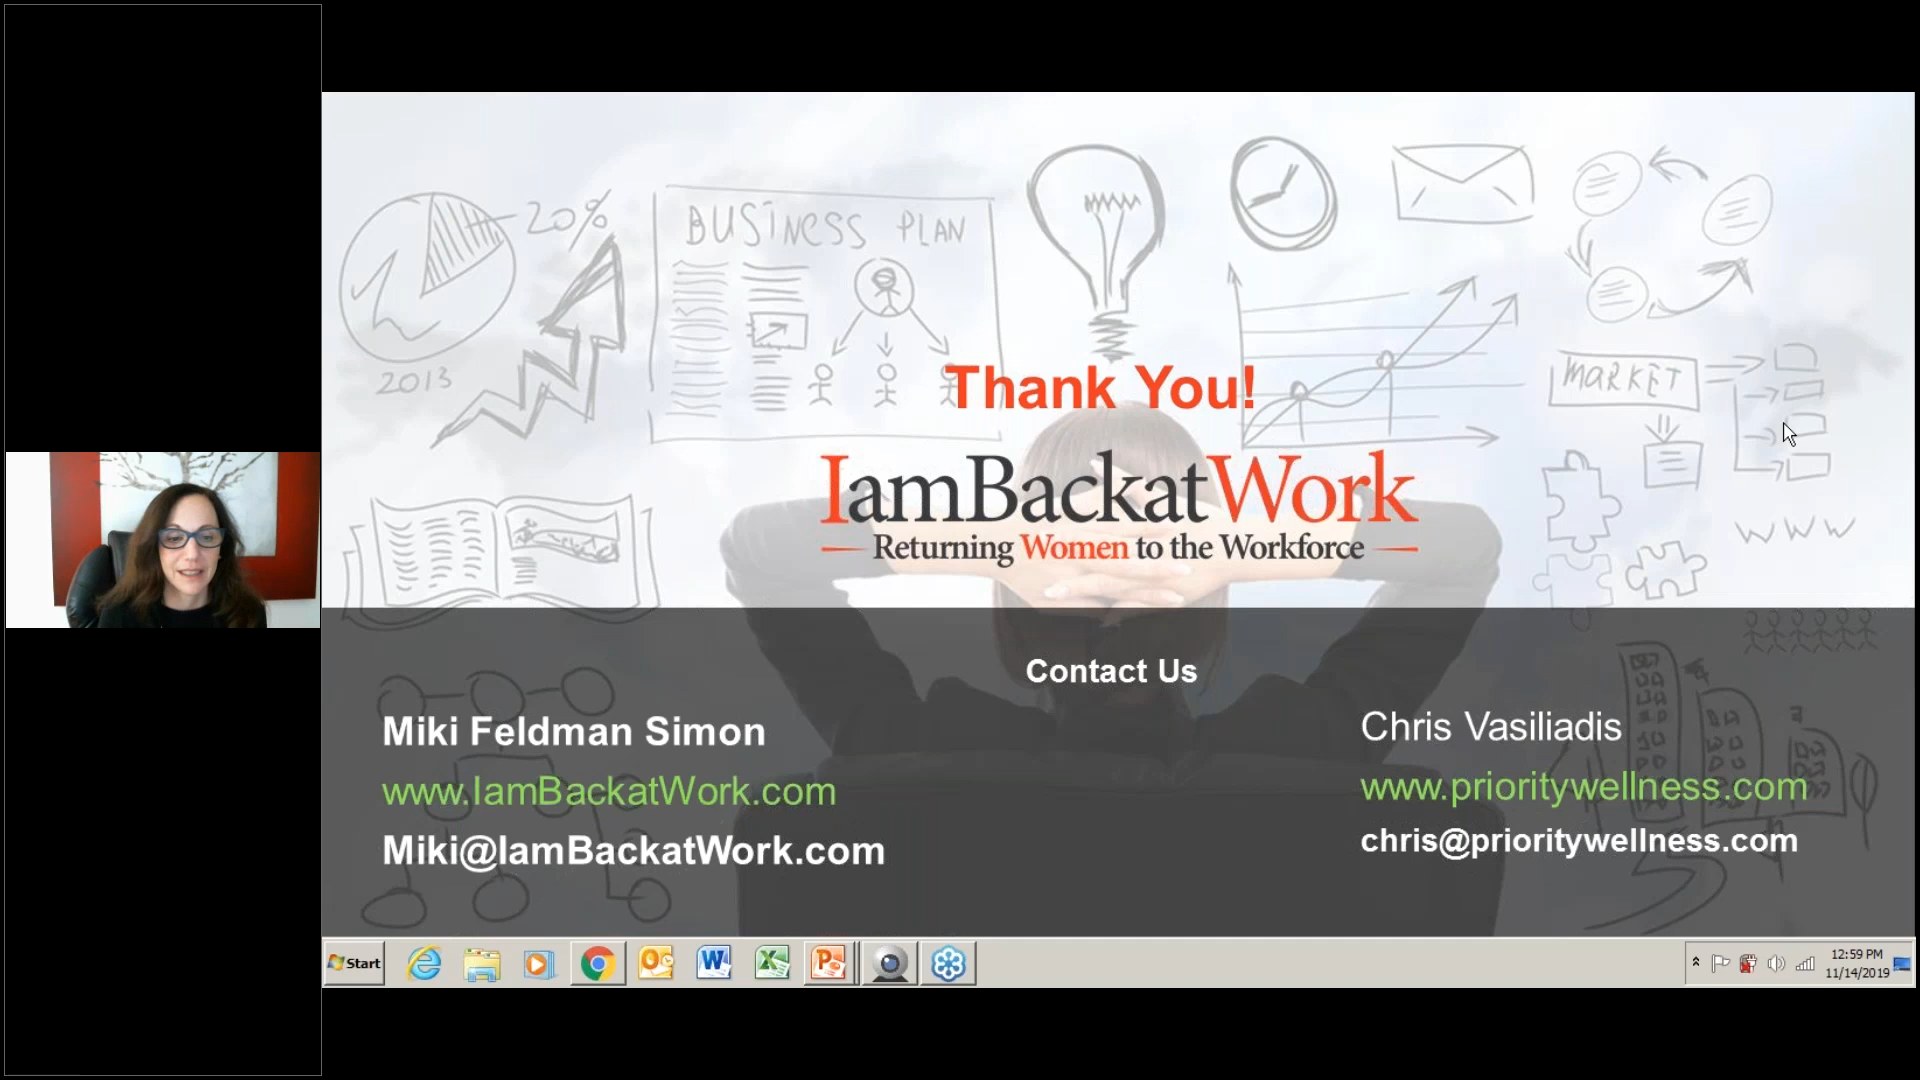 20%
BUSINESS PLAN
2013
MARKET
Thank You!
IamBackatWork
Returning Women to the Workforce
WWW
Contact Us
Miki Feldman Simon
www.IamBackatWork.com
Miki@IamBackatWork.com
Chris Vasiliadis
www.prioritywellness.com
chris@prioritywellness.com
Start
12:59 PM
11/14/2019